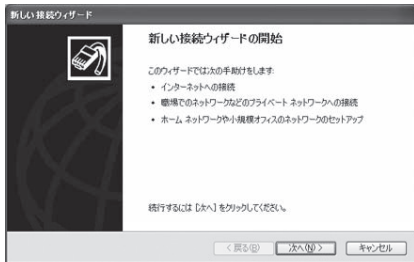 新しい接続ウィザード
新しい接続ウィザードの開始
このウィザードでは次の手助けをします:
• インターネットへの接続
• 職場でのネットワークなどのプライベート ネットワークへの接続
• ホーム ネットワークや小規模オフィスのネットワークのセットアップ
続行するには [次へ] をクリックしてください。
< 戻る(B)
次へ(N) >
キャンセル